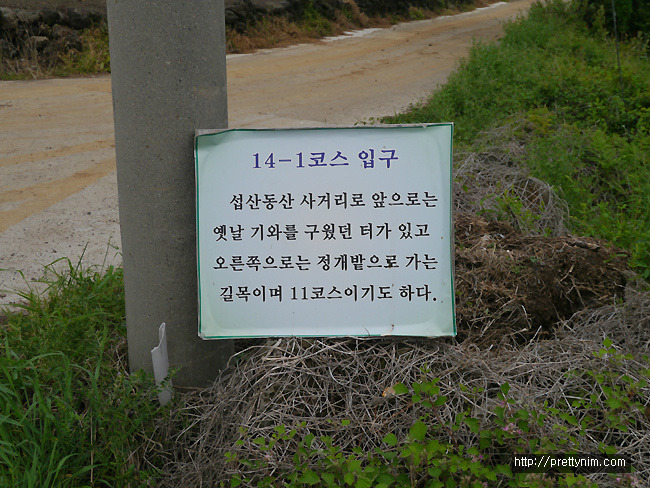 14-1코스 입구
섭산동산 사거리로 앞으로는
옛날 기와를 구웠던 터가 있고
오른쪽으로는 정개밭으로 가는
길목이며 11코스이기도 하다.
http://prettynim.com